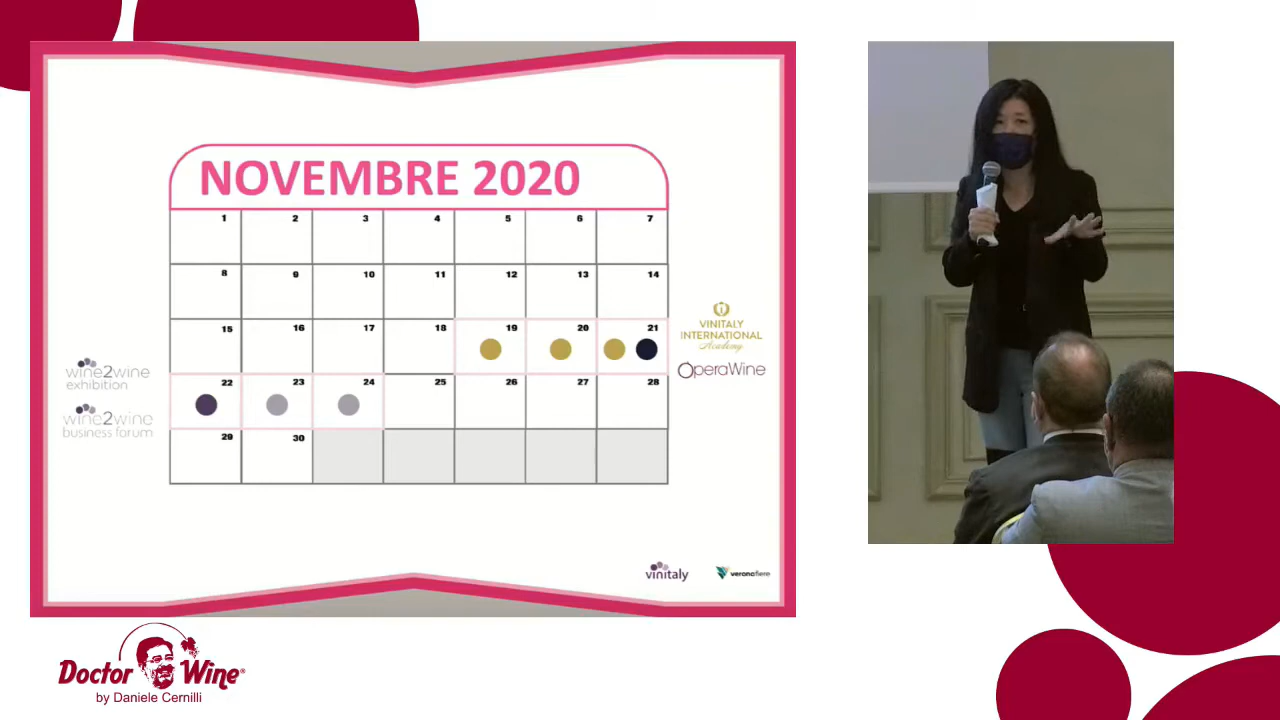 NOVEMBRE 2020
1 2 3 4 5 6 7
8 9 10 11 12 13 14
15 16 17 18 19 20 21
22 23 24 25 26 27 28
29 30
wine2wine
exhibition
wine2wine
business forum
VINITALY
INTERNATIONAL
Academy
OperaWine
vinitaly
veronafiere
Doctor Wine®
by Daniele Cernilli